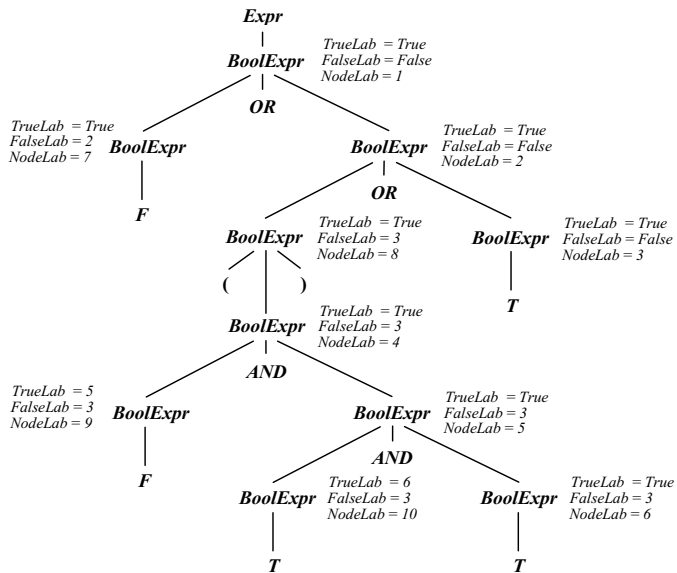 Expr
BoolExpr
TrueLab = True
FalseLab = False
NodeLab = 1
OR
TrueLab = True
FalseLab = 2
NodeLab = 7
BoolExpr
F
BoolExpr
TrueLab = True
FalseLab = False
NodeLab = 2
OR
BoolExpr
TrueLab = True
FalseLab = 3
NodeLab = 8
( )
BoolExpr
TrueLab = True
FalseLab = False
NodeLab = 3
T
BoolExpr
TrueLab = True
FalseLab = 3
NodeLab = 4
AND
TrueLab = 5
FalseLab = 3
NodeLab = 9
BoolExpr
F
BoolExpr
TrueLab = True
FalseLab = 3
NodeLab = 5
AND
BoolExpr
TrueLab = 6
FalseLab = 3
NodeLab = 10
T
BoolExpr
TrueLab = True
FalseLab = 3
NodeLab = 6
T